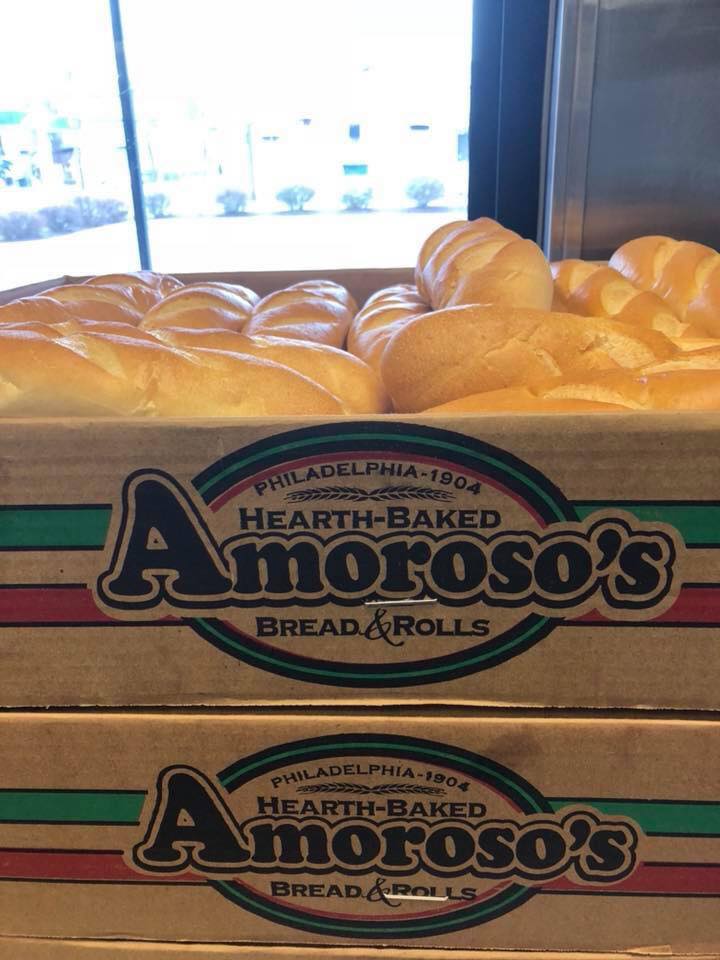 PHILADELPHIA-1904
HEARTH-BAKED
Amoroso's
BREAD & ROLLS
PHILADELPHIA-1904
HEARTH-BAKED
Amoroso's
BREAD & ROLLS